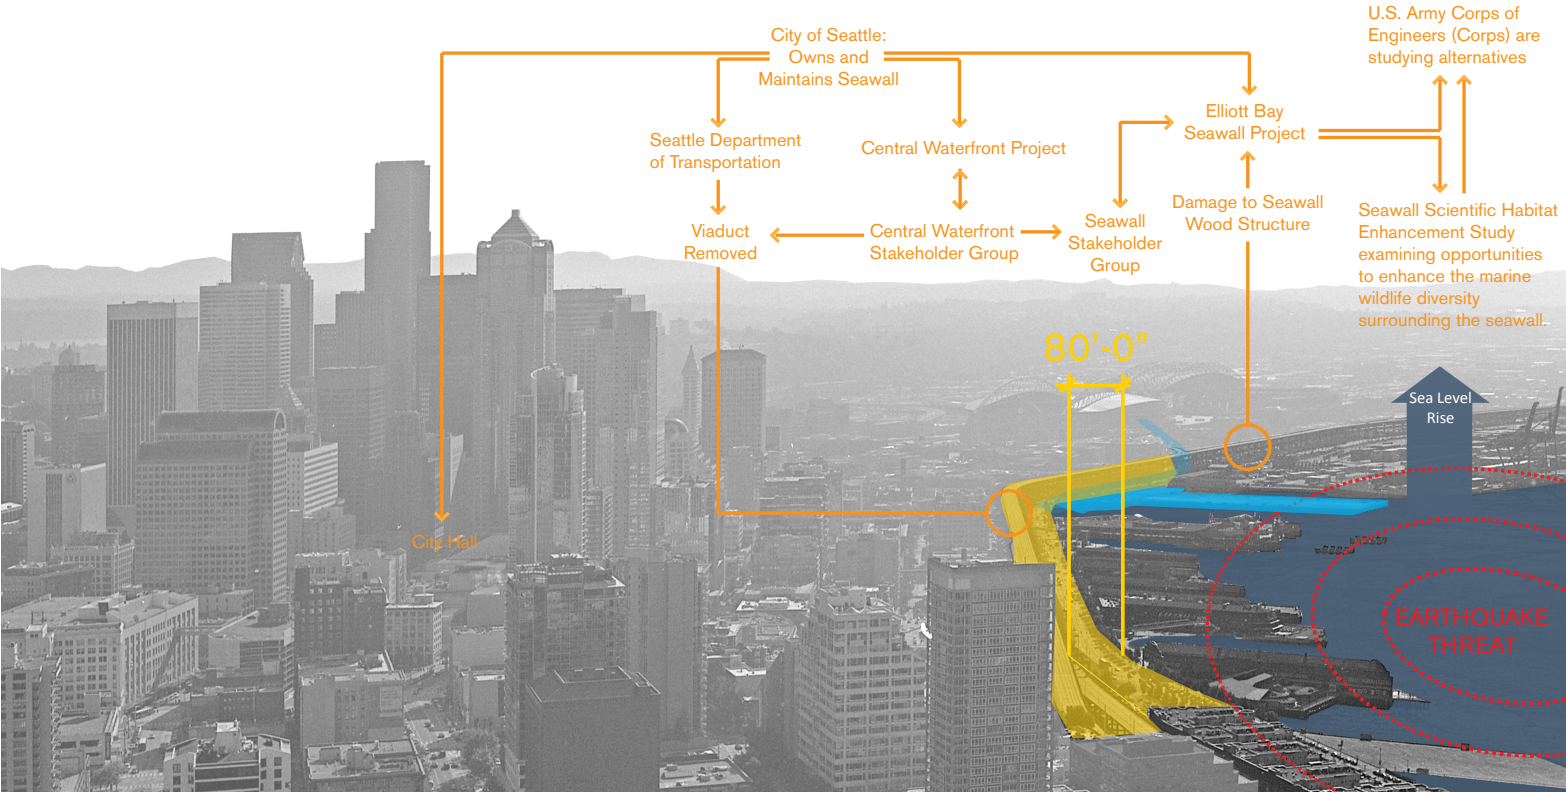 U.S. Army Corps of
Engineers (Corps) are
studying alternatives
City of Seattle:
Owns and
Maintains Seawall
Elliott Bay
Seawall Project
Seattle Department
of Transportation
Central Waterfront Project
Viaduct
Removed
Central Waterfront
Stakeholder Group
Seawall
Stakeholder
Group
Damage to Seawall
Wood Structure
Seawall Scientific Habitat
Enhancement Study
examining opportunities
to enhance the marine
wildlife diversity
surrounding the seawall.
80’-0”
Sea Level
Rise
City Hall
EARTHQUAKE
THREAT